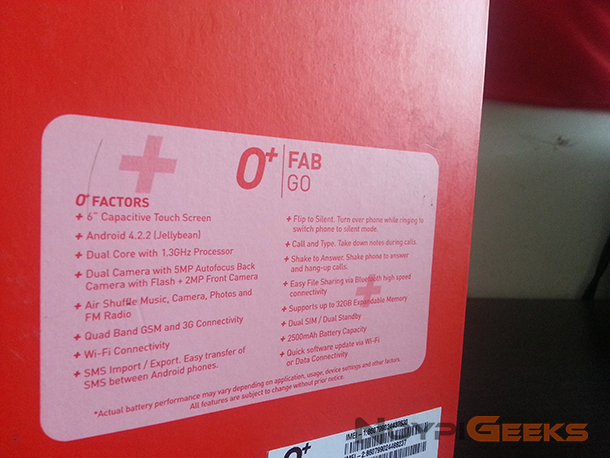 O+ FAB
GO
O+ FACTORS
+ 6" Capacitive Touch Screen
+ Android 4.2.2 (Jellybean)
+ Dual Core with 1.3GHz Processor
+ Dual Camera with 5MP Autofocus Back
Camera with Flash + 2MP Front Camera
+ Air Shuffle Music, Camera, Photos and
FM Radio
+ Quad Band GSM and 3G Connectivity
+ Wi-Fi Connectivity
+ SMS Import / Export. Easy transfer of
SMS between Android phones.
+ Flip to Silent. Turn over phone while ringing to
switch phone to silent mode.
+ Call and Type. Take down notes during calls.
+ Shake to Answer. Shake phone to answer
and hang-up calls.
+ Easy File Sharing via Bluetooth high speed
connectivity
+ Supports up to 32GB Expandable Memory
+ Dual SIM / Dual Standby
+ 2500mAh Battery Capacity
+ Quick software update via Wi-Fi
or Data Connectivity
*Actual battery performance may vary depending on application, usage, device settings and other factors.
All features are subject to change without prior notice.
O+
IMEI - 1:
IMEI - 2:
NoypiGeeks